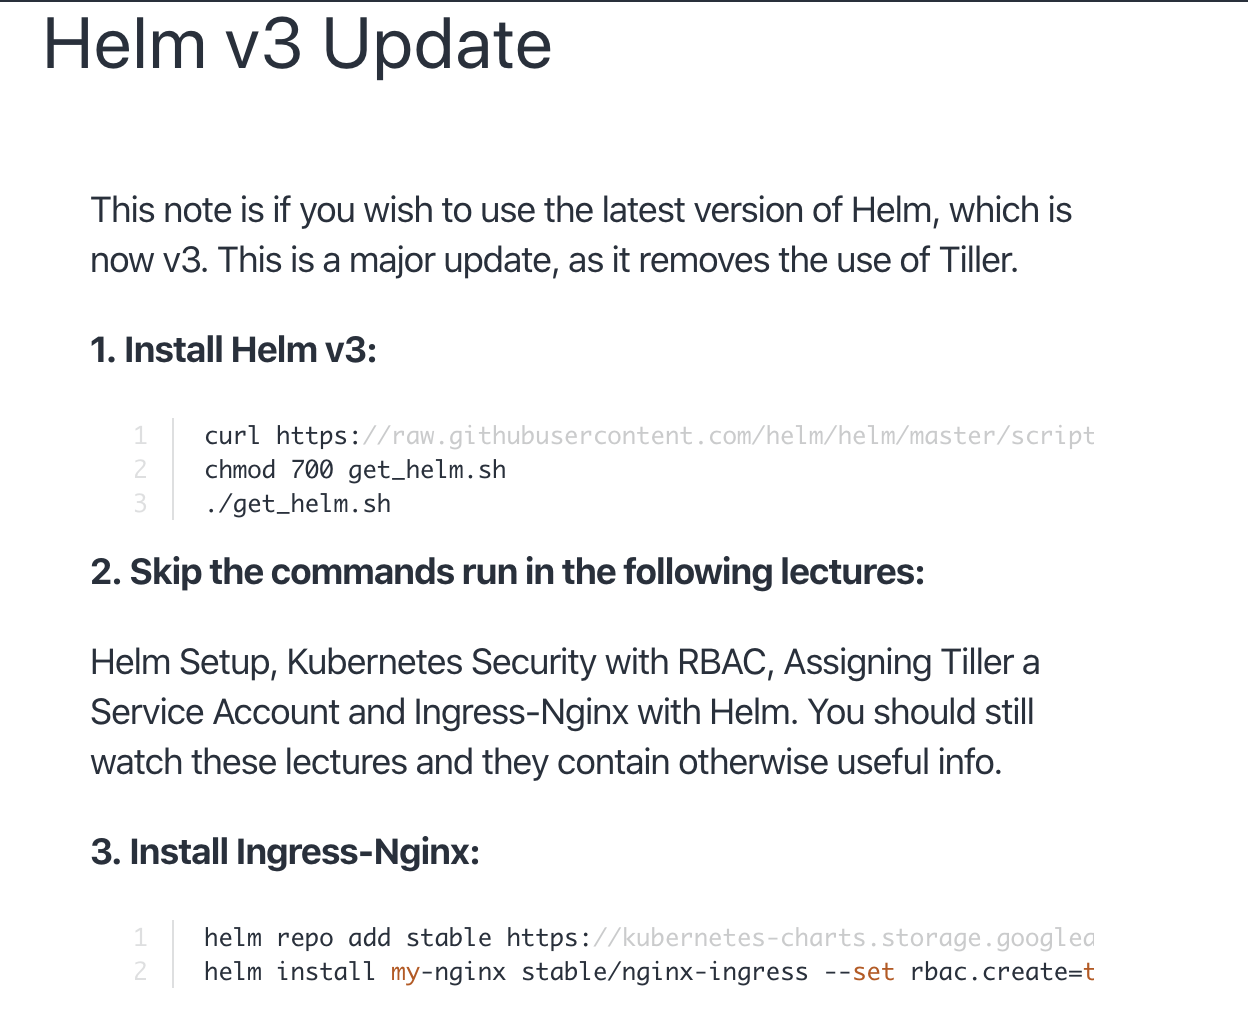 Helm v3 Update
This note is if you wish to use the latest version of Helm, which is
now v3. This is a major update, as it removes the use of Tiller.
1. Install Helm v3:
1 curl https://raw.githubusercontent.com/helm/helm/master/script
2 chmod 700 get_helm.sh
3 ./get_helm.sh
2. Skip the commands run in the following lectures:
Helm Setup, Kubernetes Security with RBAC, Assigning Tiller a
Service Account and Ingress-Nginx with Helm. You should still
watch these lectures and they contain otherwise useful info.
3. Install Ingress-Nginx:
1 helm repo add stable https://kubernetes-charts.storage.googlea
2 helm install my-nginx stable/nginx-ingress --set rbac.create=t